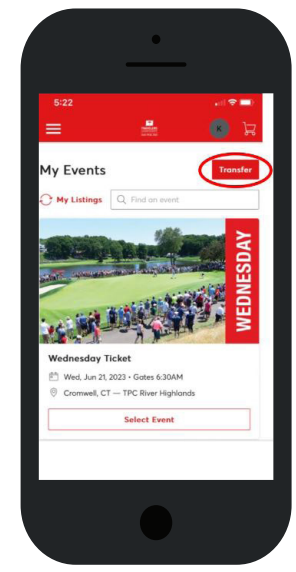 5:22
K
My Events
Transfer
My Listings
Find an event
WEDNESDAY
Wednesday Ticket
Wed, Jun 21, 2023 • Gates 6:30AM
Cromwell, CT — TPC River Highlands
Select Event